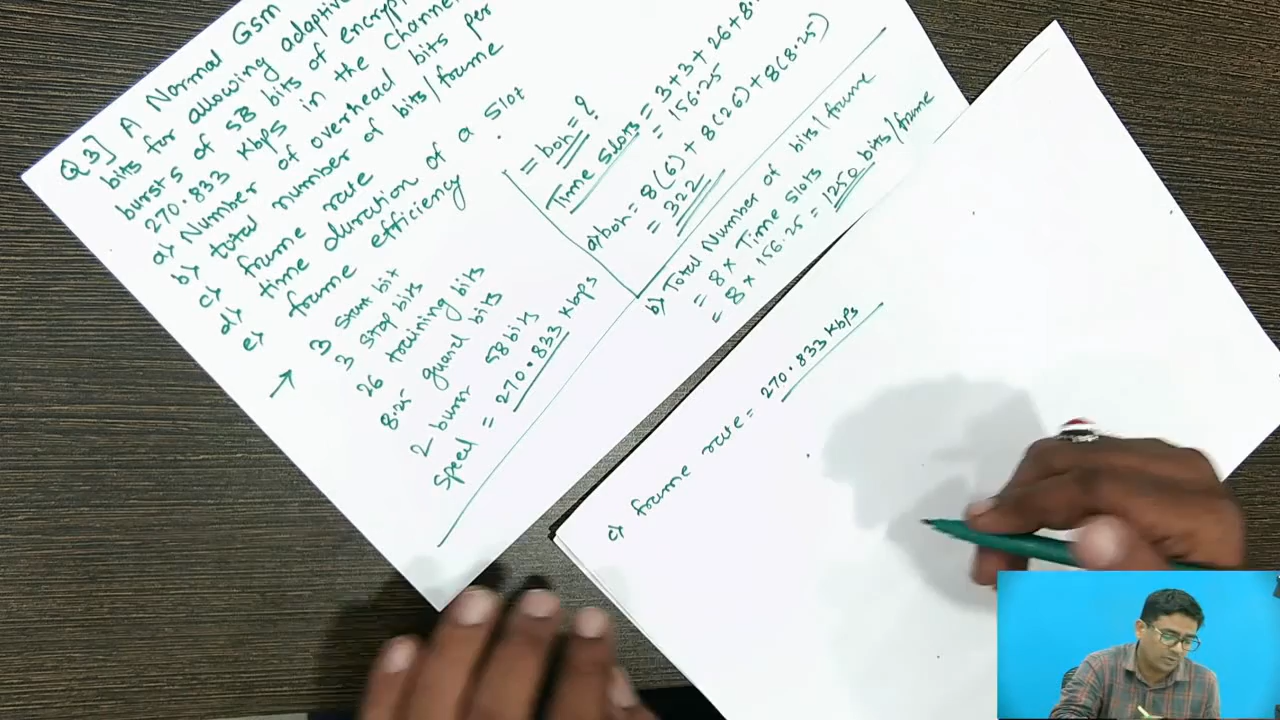 Q3] A Normal Gsm
bits for allowing adaptive
bursts of 58 bits of encryp
270.833 Kbps in the channel
a) Number of overhead bits per
b) total number of bits/frame
c) frame rate
d) time duration of a slot
e) frame efficiency
→ 3 start bit
3 stop bits
26 training bits
8.25 guard bits
2 burst 58 bits
speed = 270.833 Kbps
= boh = ?
Time slots = 3+3+26+8.
= 156.25
a) boh = 8(6) + 8(26) + 8(8.25)
= 322
b) Total Number of bits/frame
= 8 × Time slots
= 8 × 156.25 = 1250 bits/frame
c) frame rate = 270.833 Kbps